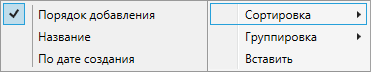 Порядок добавления
Название
По дате создания
Сортировка
Группировка
Вставить